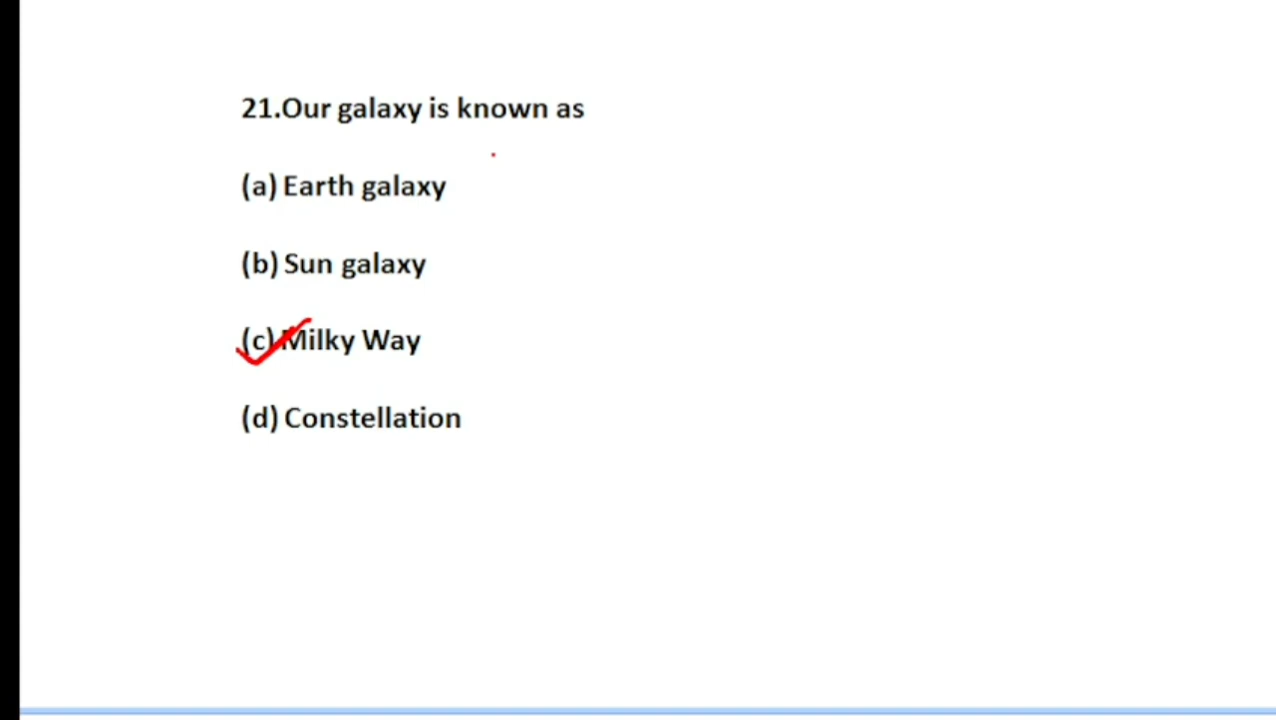 21.Our galaxy is known as
(a) Earth galaxy
(b) Sun galaxy
(c) Milky Way
(d) Constellation